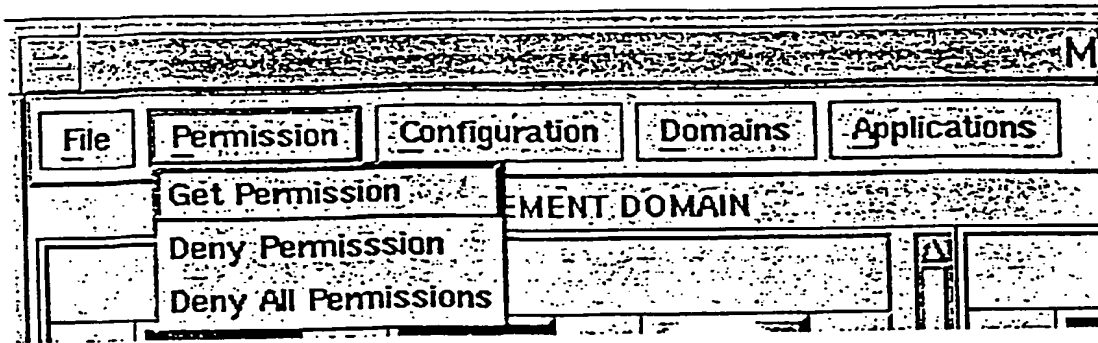 M
File Permission Configuration Domains Applications
Get Permission
EMENT DOMAIN
Deny Permisssion
Deny All Permissions